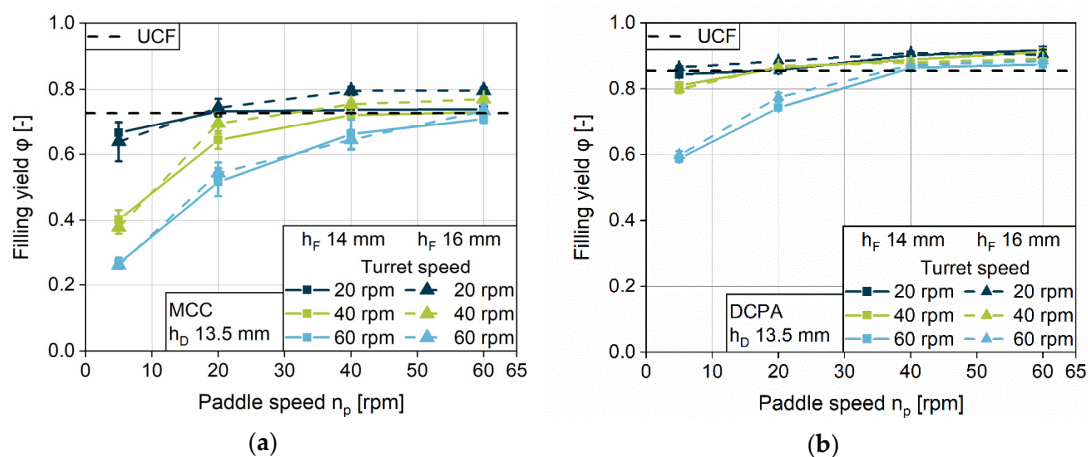 1.0
0.8
0.6
0.4
0.2
0.0
Filling yield φ [-]
UCF
h_F 14 mm h_F 16 mm
Turret speed
20 rpm 20 rpm
40 rpm 40 rpm
60 rpm 60 rpm
MCC
h_D 13.5 mm
0 10 20 30 40 50 60 65
Paddle speed n_p [rpm]
(a)
1.0
0.8
0.6
0.4
0.2
0.0
Filling yield φ [-]
UCF
h_F 14 mm h_F 16 mm
Turret speed
20 rpm 20 rpm
40 rpm 40 rpm
60 rpm 60 rpm
DCPA
h_D 13.5 mm
0 10 20 30 40 50 60 65
Paddle speed n_p [rpm]
(b)